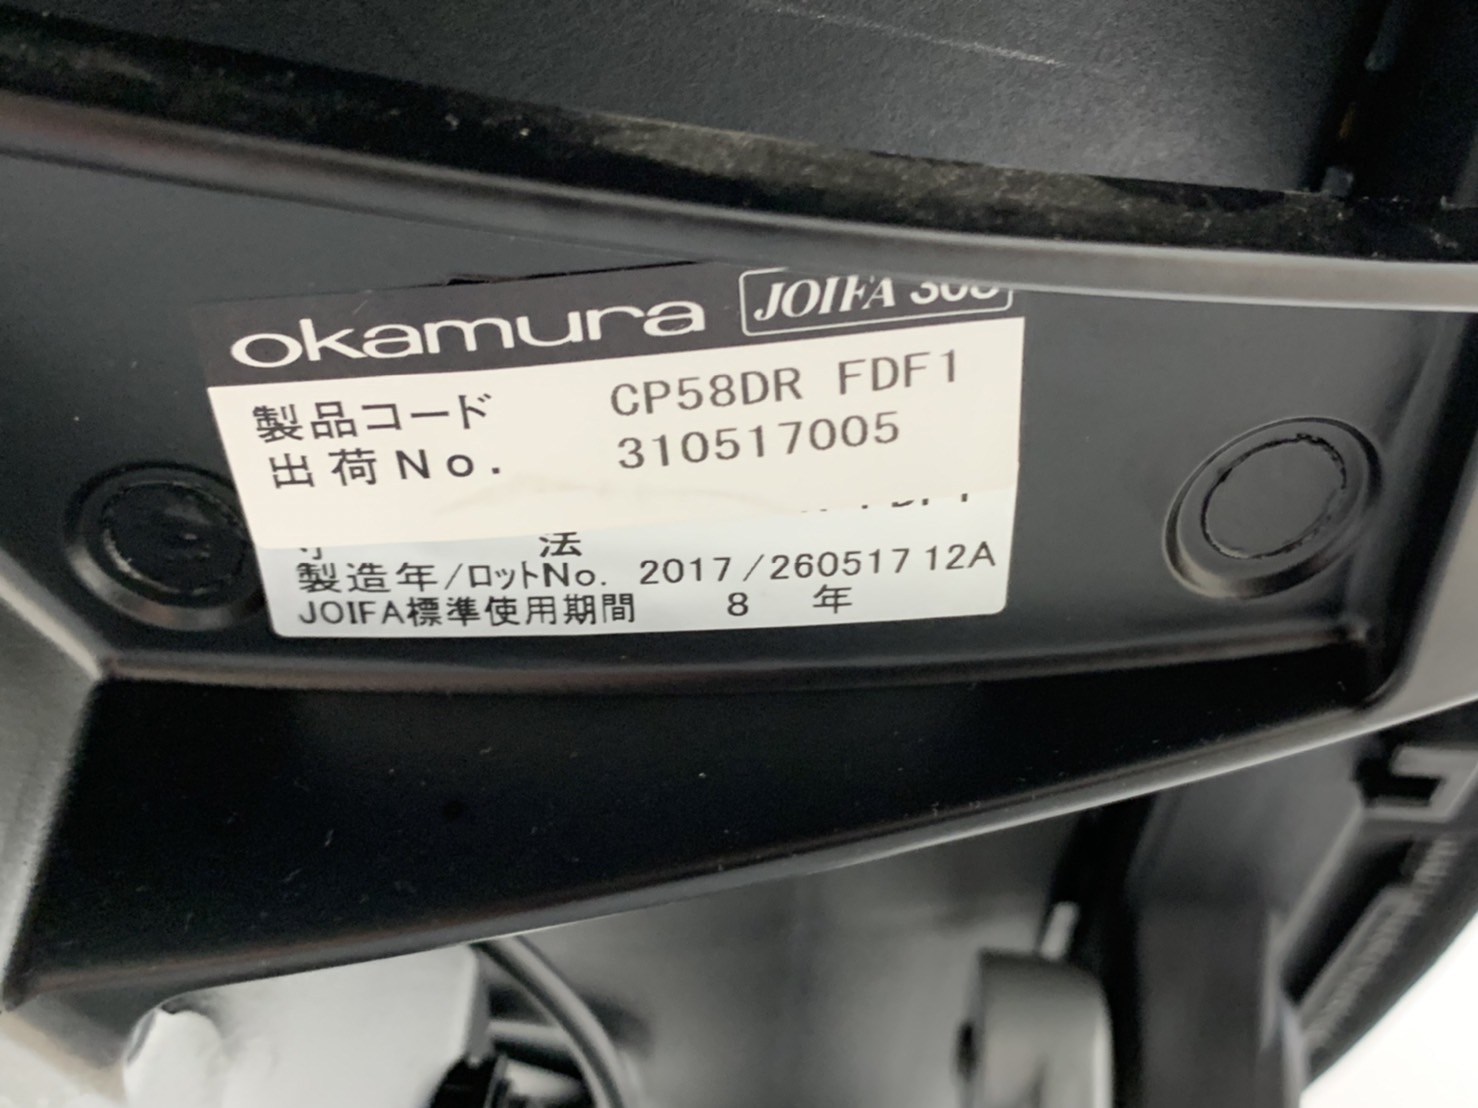 okamura JOIFA
製品コード CP58DR FDF1
出荷No. 310517005
法
製造年/ロットNo. 2017/26051712A
JOIFA標準使用期間 8 年